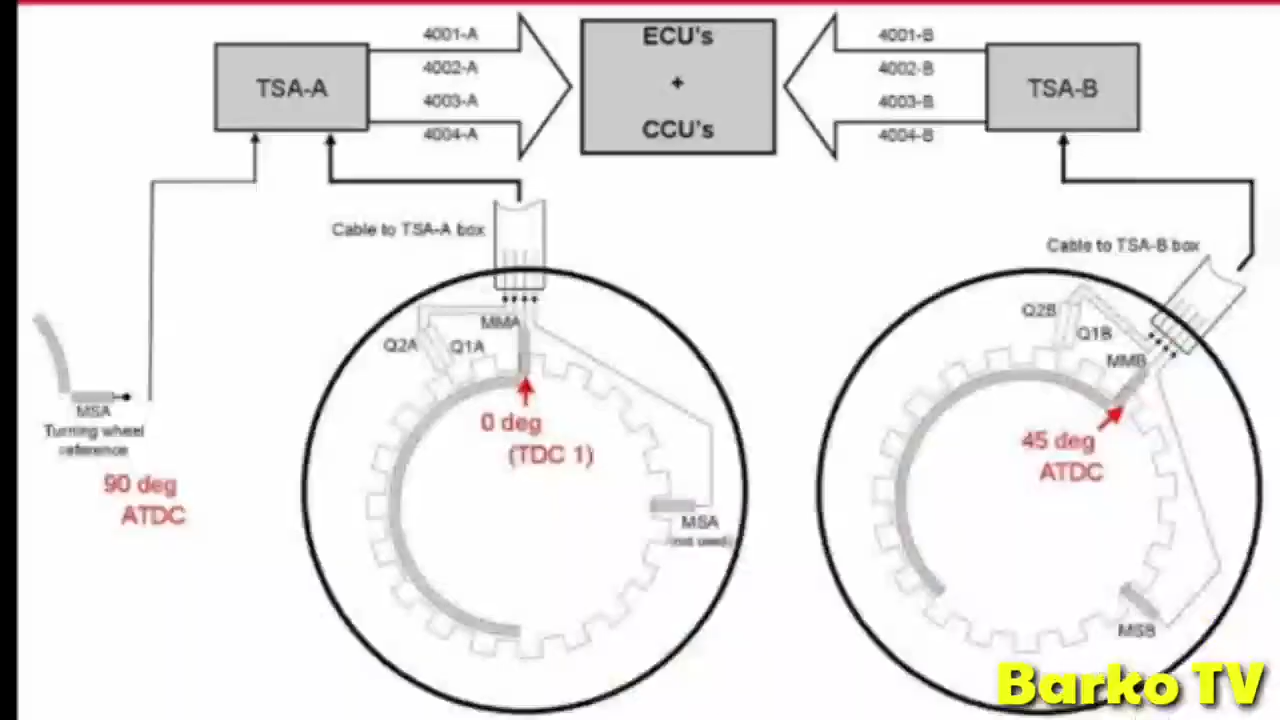 4001-A
4002-A
4003-A
4004-A
TSA-A
ECU's
+
CCU's
4001-B
4002-B
4003-B
4004-B
TSA-B
Cable to TSA-A box
Cable to TSA-B box
MMA
Q2A
Q1A
0 deg
(TDC 1)
MSA
Turning wheel
reference
90 deg
ATDC
MSA
(not used)
Q2B
Q1B
MMB
45 deg
ATDC
MSB
Barko TV